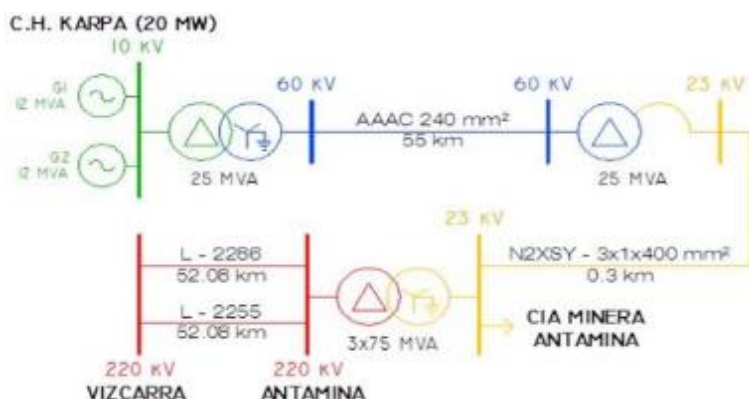 C.H. KARPA (20 MW)
10 KV
G1
12 MVA
G2
12 MVA
25 MVA
60 KV
AAAC 240 mm²
55 km
60 KV
25 MVA
23 KV
L - 2286
52.08 km
L - 2255
52.08 km
220 KV
VIZCARRA
220 KV
ANTAMINA
3x75 MVA
23 KV
N2XSY - 3x1x400 mm²
0.3 km
CIA MINERA
ANTAMINA